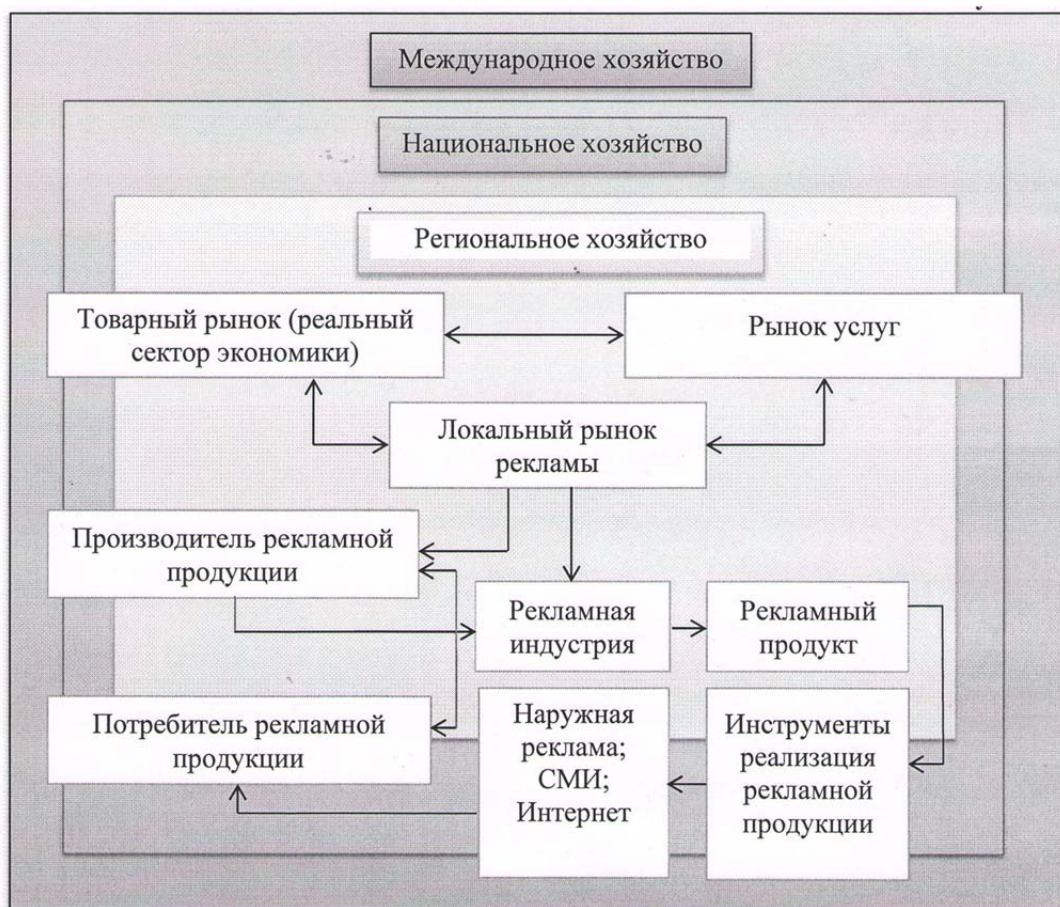 Международное хозяйство
Национальное хозяйство
Региональное хозяйство
Товарный рынок (реальный
сектор экономики)
Рынок услуг
Локальный рынок
рекламы
Производитель рекламной
продукции
Рекламная
индустрия
Рекламный
продукт
Потребитель рекламной
продукции
Наружная
реклама;
СМИ;
Интернет
Инструменты
реализация
рекламной
продукции